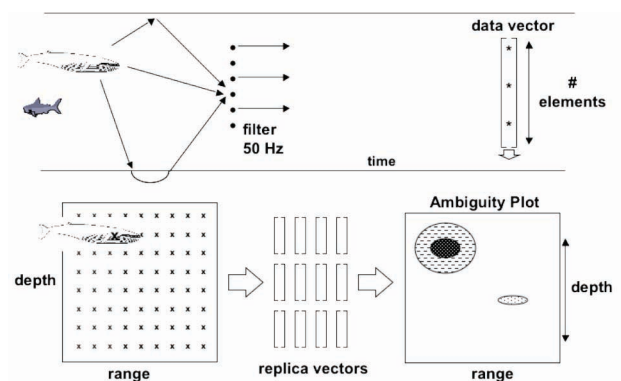 data vector
*
*
*
#
elements
filter
50 Hz
time
Ambiguity Plot
x x x x x x x x x
x
x x x x x x x x x
x x x x x x x x x
x x x x x x x x x
x x x x x x x x x
x x x x x x x x x
x x x x x x x x x
depth
depth
range
replica vectors
range